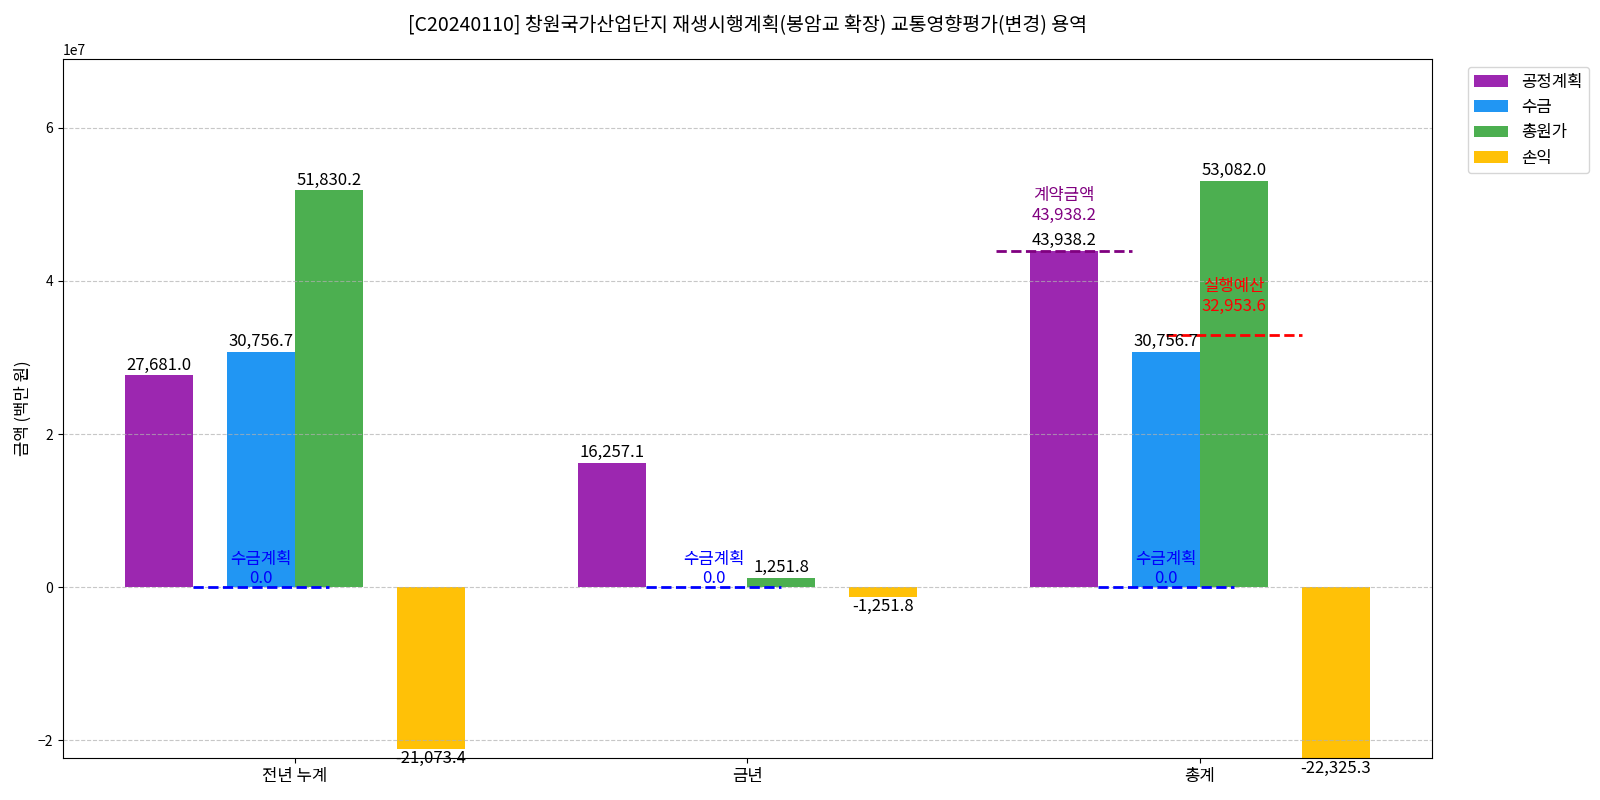 [C20240110] 창원국가산업단지 재생시행계획(봉암교 확장) 교통영향평가(변경) 용역
1e7
공정계획
수금
총원가
손익
6
4
2
0
−2
금액 (백만 원)
27,681.0
30,756.7
51,830.2
수금계획
0.0
-21,073.4
16,257.1
수금계획
0.0
1,251.8
-1,251.8
계약금액
43,938.2
43,938.2
53,082.0
실행예산
32,953.6
30,756.7
수금계획
0.0
-22,325.3
전년 누계
금년
총계